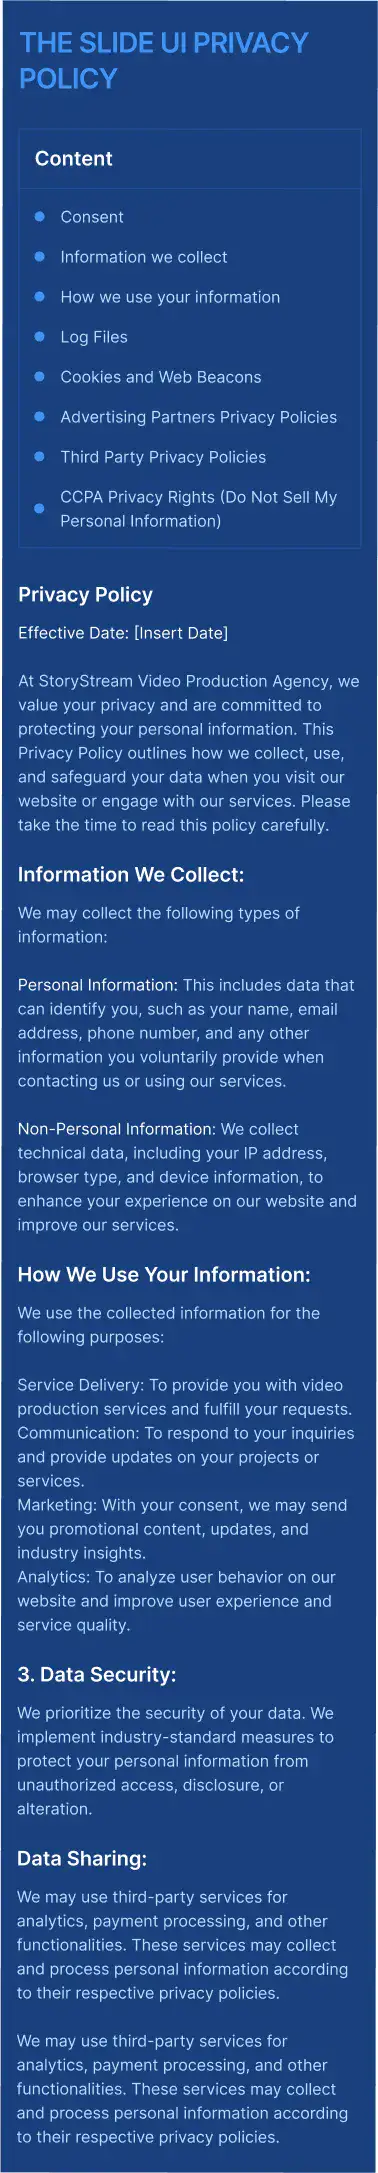 THE SLIDE UI PRIVACY
POLICY
Content
Consent
Information we collect
How we use your information
Log Files
Cookies and Web Beacons
Advertising Partners Privacy Policies
Third Party Privacy Policies
CCPA Privacy Rights (Do Not Sell My
Personal Information)
Privacy Policy
Effective Date: [Insert Date]
At StoryStream Video Production Agency, we
value your privacy and are committed to
protecting your personal information. This
Privacy Policy outlines how we collect, use,
and safeguard your data when you visit our
website or engage with our services. Please
take the time to read this policy carefully.
Information We Collect:
We may collect the following types of
information:
Personal Information: This includes data that
can identify you, such as your name, email
address, phone number, and any other
information you voluntarily provide when
contacting us or using our services.
Non-Personal Information: We collect
technical data, including your IP address,
browser type, and device information, to
enhance your experience on our website and
improve our services.
How We Use Your Information:
We use the collected information for the
following purposes:
Service Delivery: To provide you with video
production services and fulfill your requests.
Communication: To respond to your inquiries
and provide updates on your projects or
services.
Marketing: With your consent, we may send
you promotional content, updates, and
industry insights.
Analytics: To analyze user behavior on our
website and improve user experience and
service quality.
3. Data Security:
We prioritize the security of your data. We
implement industry-standard measures to
protect your personal information from
unauthorized access, disclosure, or
alteration.
Data Sharing:
We may use third-party services for
analytics, payment processing, and other
functionalities. These services may collect
and process personal information according
to their respective privacy policies.
We may use third-party services for
analytics, payment processing, and other
functionalities. These services may collect
and process personal information according
to their respective privacy policies.